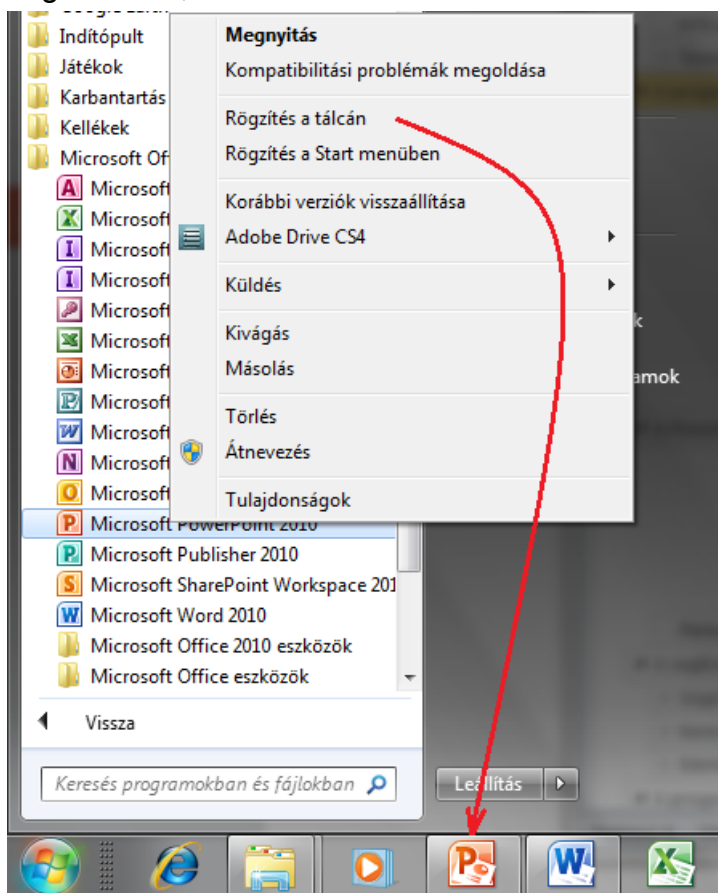 Indítópult
Játékok
Karbantartás
Kellékek
Microsoft Of
Microsoft
Microsoft
Microsoft
Microsoft
Microsoft
Microsoft
Microsoft
Microsoft
Microsoft
Microsoft
Microsoft
Microsoft PowerPoint 2010
Microsoft Publisher 2010
Microsoft SharePoint Workspace 201
Microsoft Word 2010
Microsoft Office 2010 eszközök
Microsoft Office eszközök
Vissza
Keresés programokban és fájlokban
Leállítás
Megnyitás
Kompatibilitási problémák megoldása
Rögzítés a tálcán
Rögzítés a Start menüben
Korábbi verziók visszaállítása
Adobe Drive CS4
Küldés
Kivágás
Másolás
Törlés
Átnevezés
Tulajdonságok
k
amok